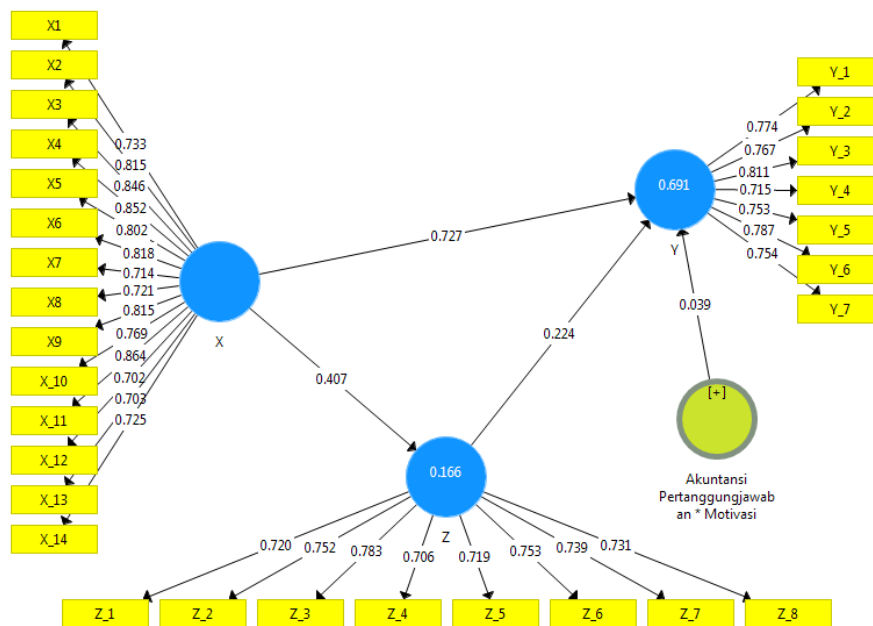 X1
X2
X3
X4
X5
X6
X7
X8
X9
X_10
X_11
X_12
X_13
X_14
0.733
0.815
0.846
0.852
0.802
0.818
0.714
0.721
0.815
0.769
0.864
0.702
0.703
0.725
X
0.727
0.407
0.224
0.039
0.691
Y
0.774
0.767
0.811
0.715
0.753
0.787
0.754
Y_1
Y_2
Y_3
Y_4
Y_5
Y_6
Y_7
[+]
Akuntansi
Pertanggungjawab
an * Motivasi
0.166
Z
0.720
0.752
0.783
0.706
0.719
0.753
0.739
0.731
Z_1
Z_2
Z_3
Z_4
Z_5
Z_6
Z_7
Z_8